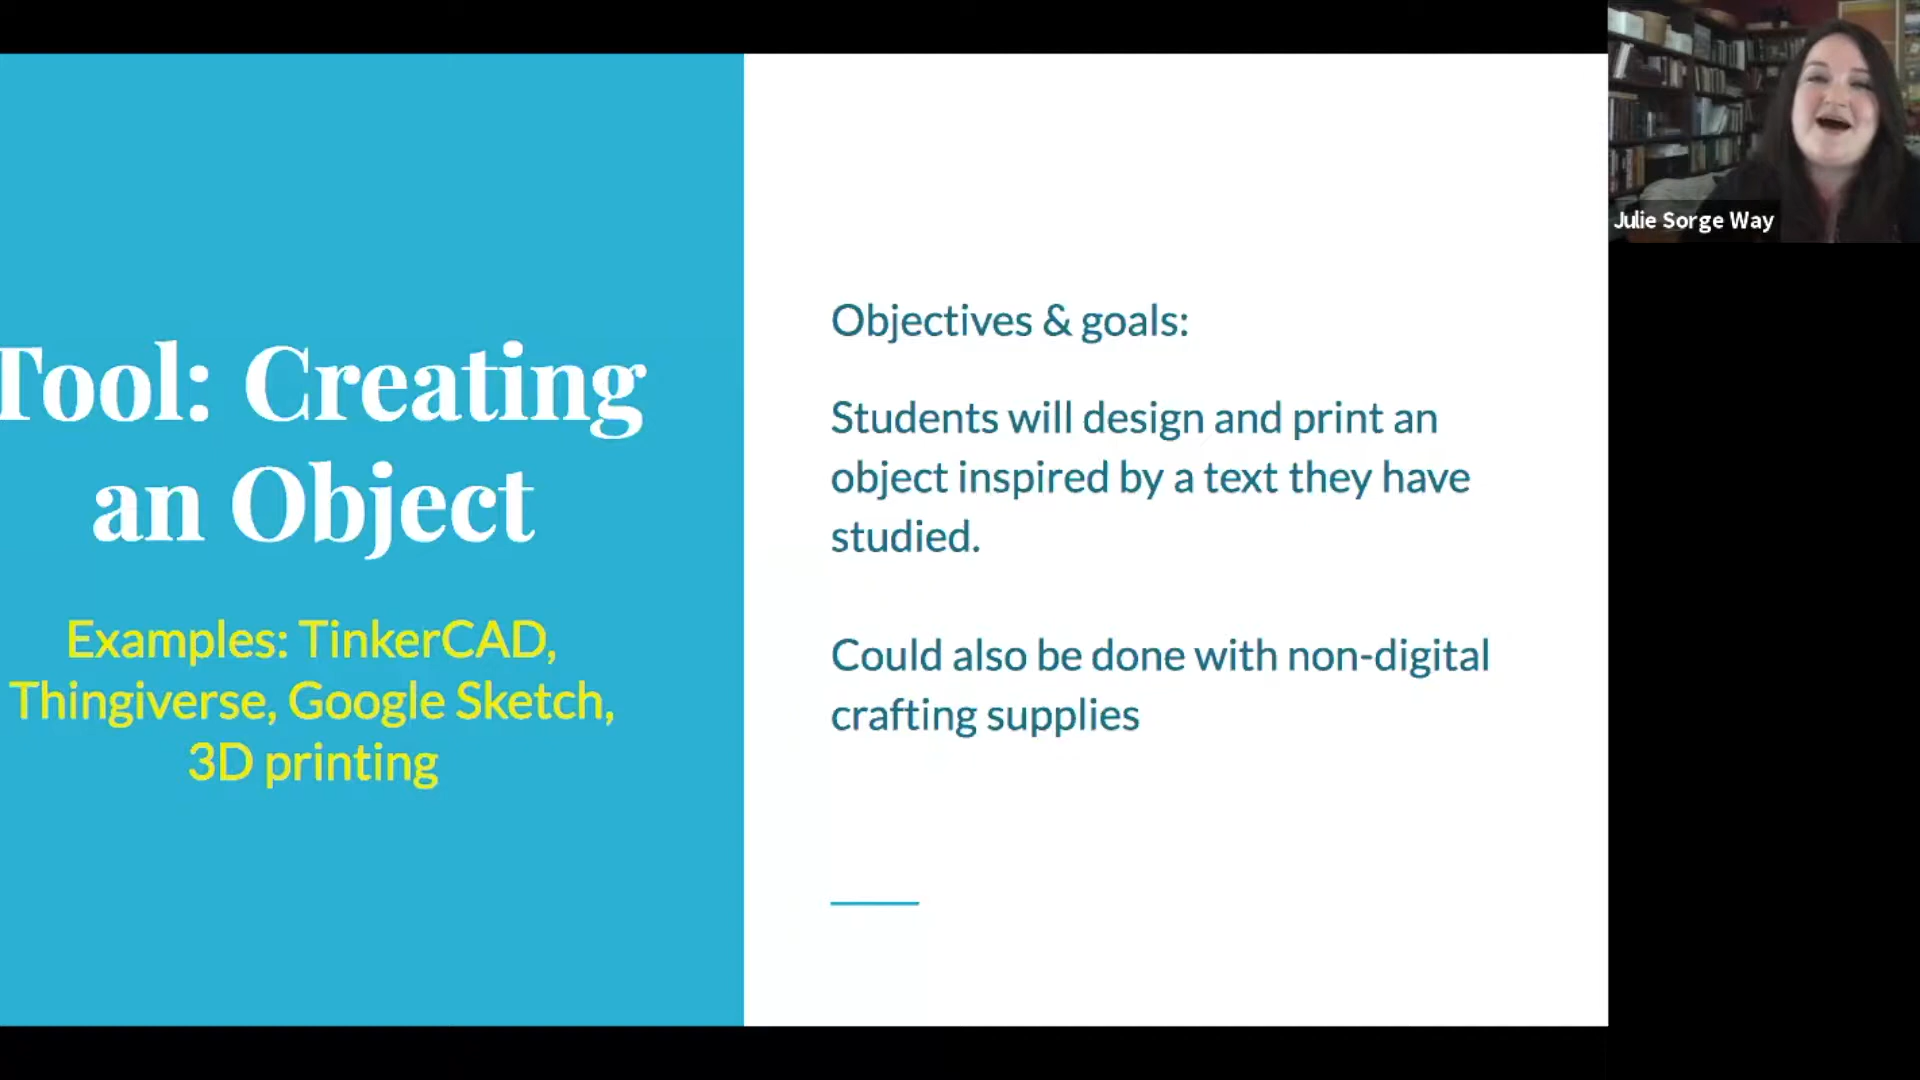 Tool: Creating
an Object
Examples: TinkerCAD,
Thingiverse, Google Sketch,
3D printing
Objectives & goals:
Students will design and print an
object inspired by a text they have
studied.
Could also be done with non-digital
crafting supplies
Julie Sorge Way